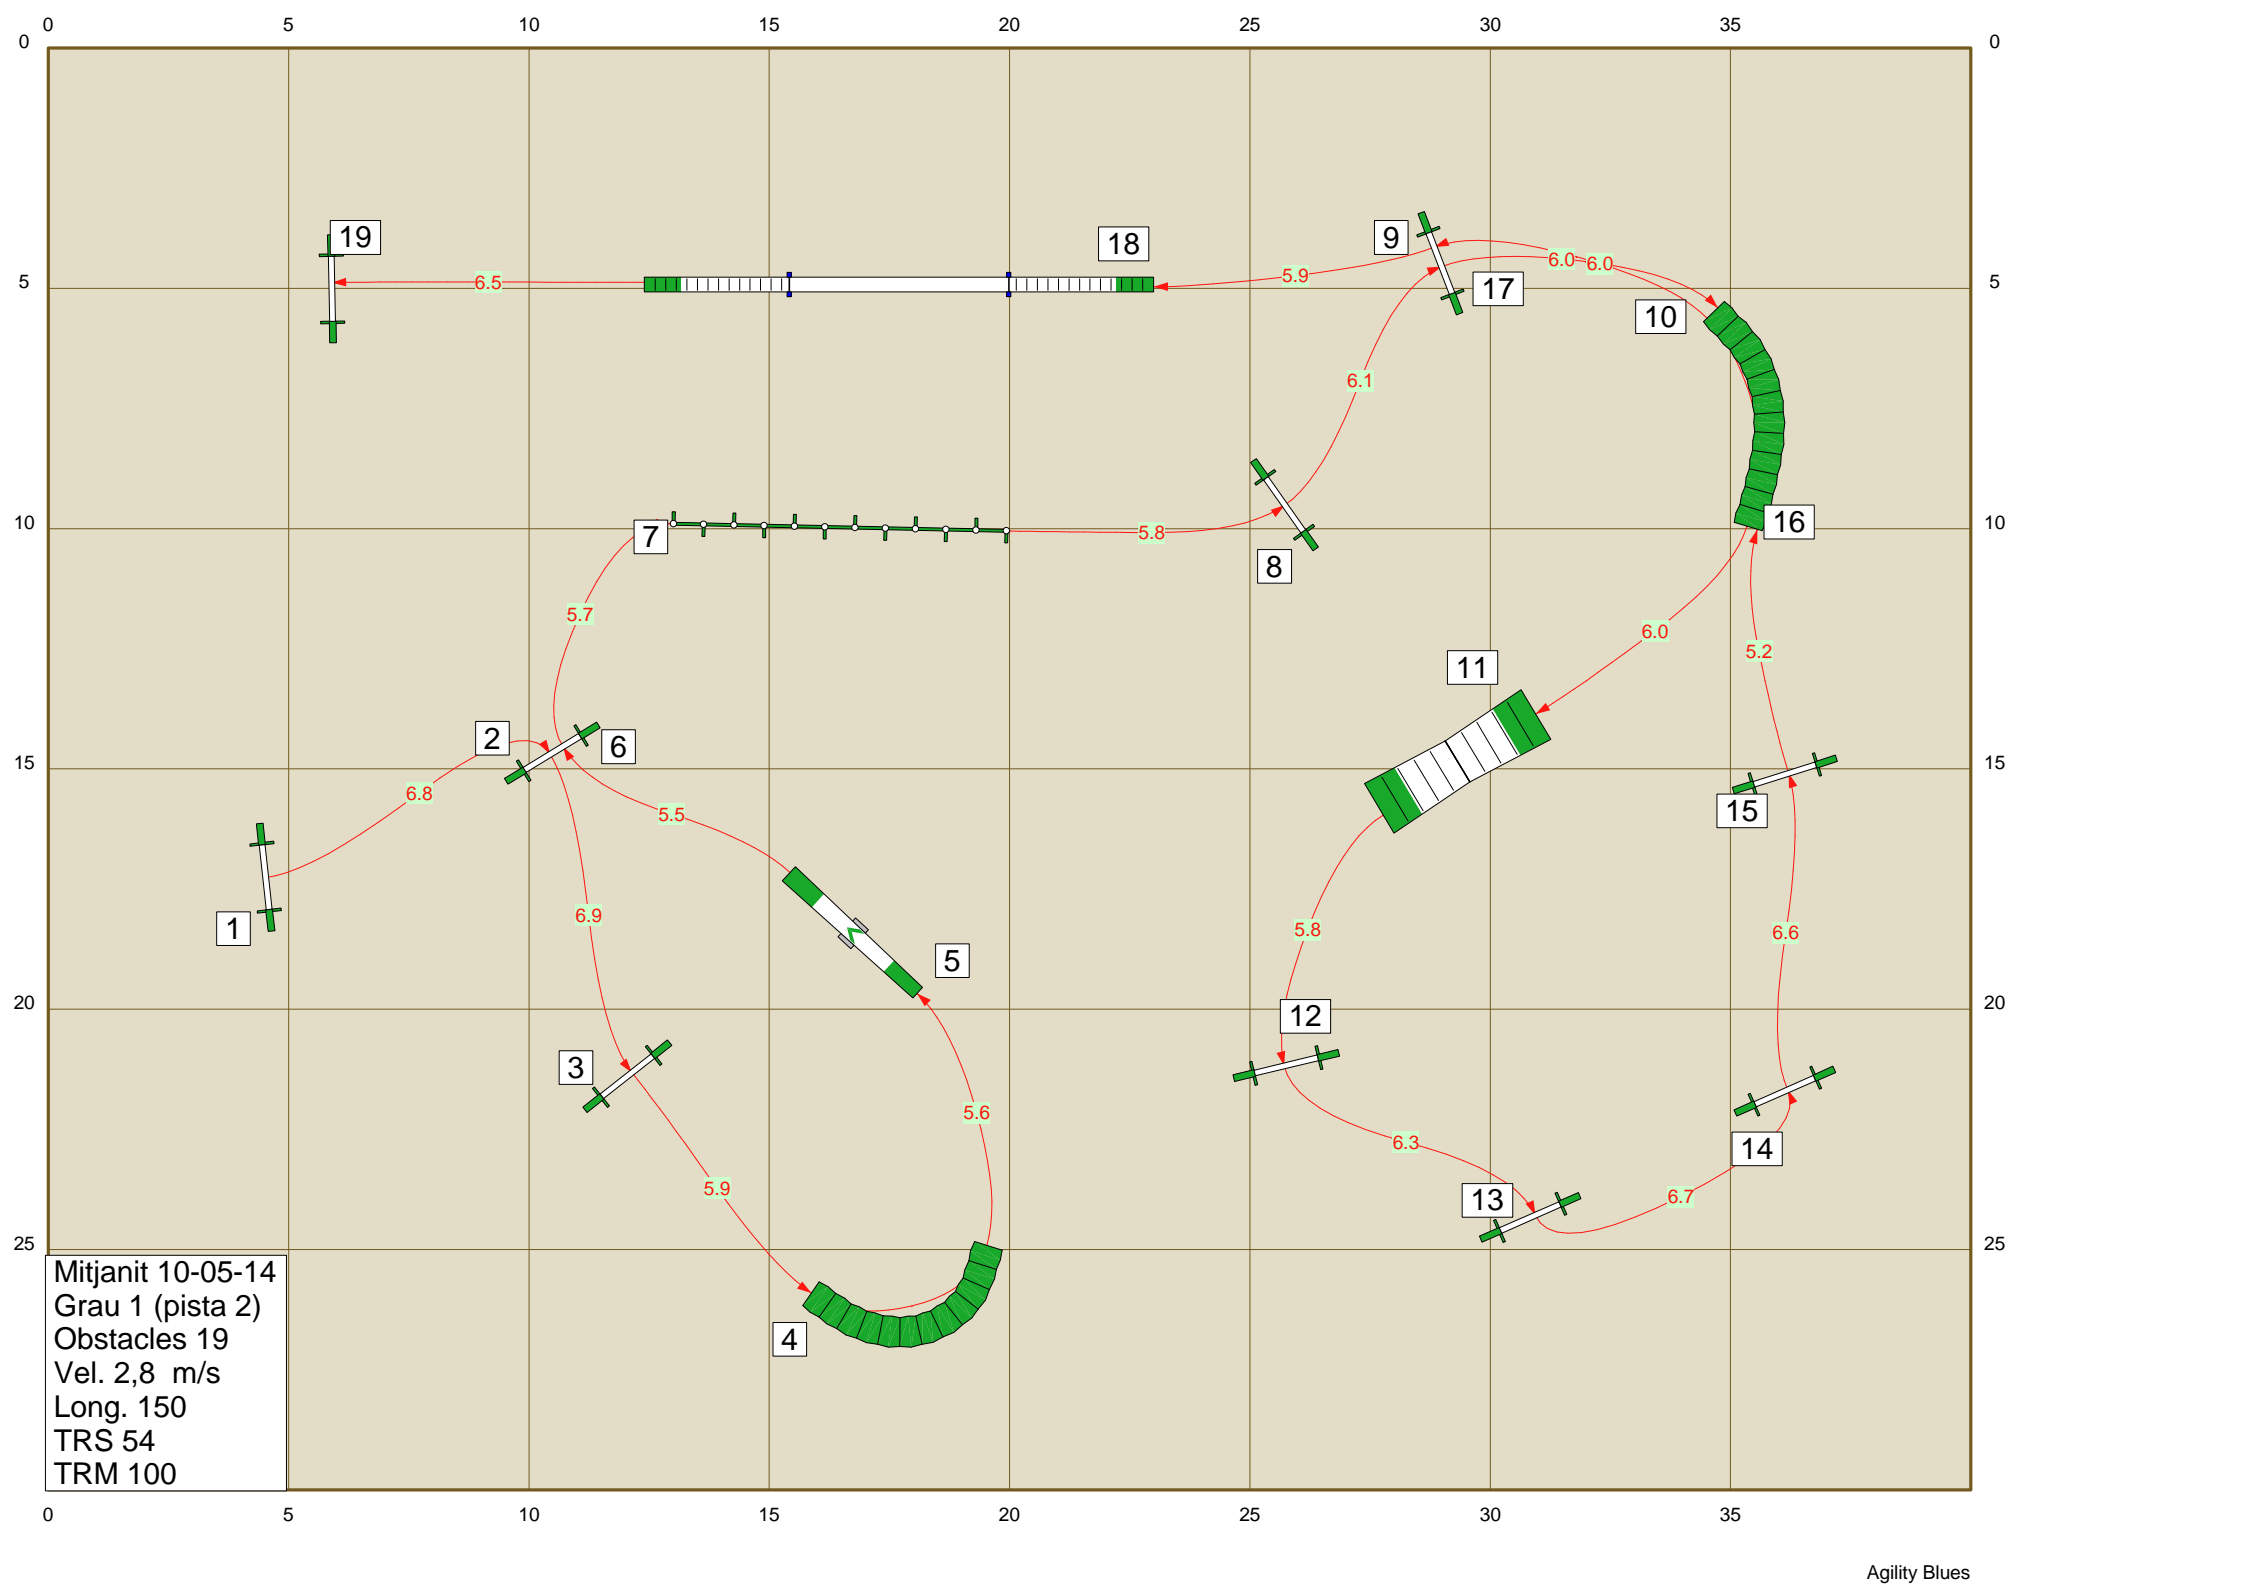 0 5 10 15 20 25 30 35
0 0
19 18 9
5 6.5 5.9 17 6.0 6.0 5
10
6.1
10 7 5.8 16 10
8
5.7 6.0
5.2
11
2 6
15 6.8 5.5 15 15
6.9 5.8 6.6
1
5
20 12 20
3
5.6
6.3
14
5.9 13 6.7
25 25
4
Mitjanit 10-05-14
Grau 1 (pista 2)
Obstacles 19
Vel. 2,8 m/s
Long. 150
TRS 54
TRM 100
0 5 10 15 20 25 30 35
Agility Blues